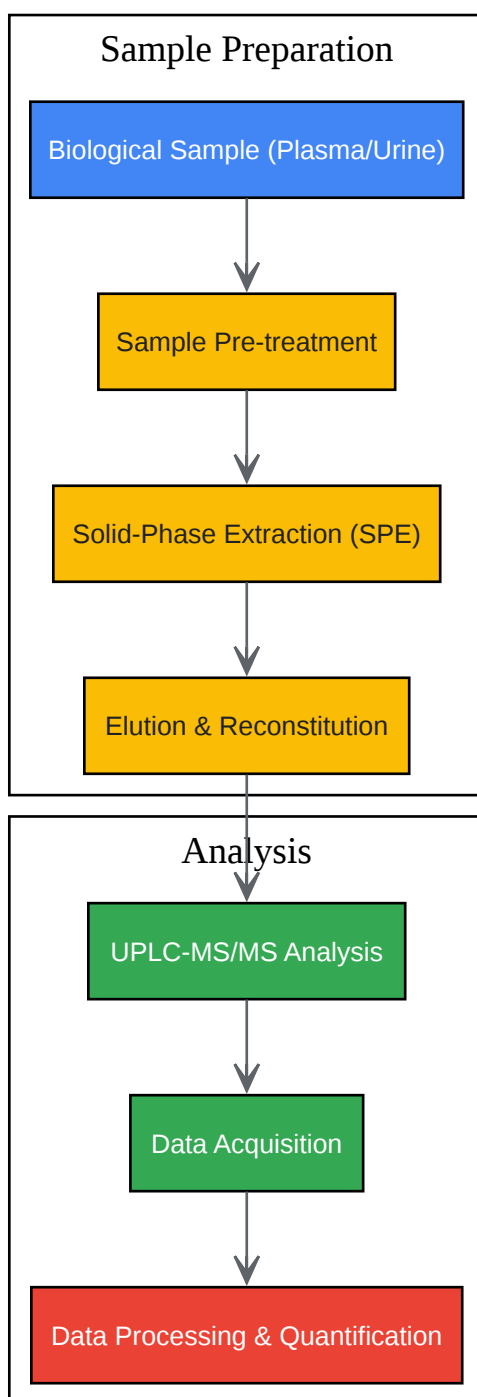 Sample Preparation
Biological Sample (Plasma/Urine)
Sample Pre-treatment
Solid-Phase Extraction (SPE)
Elution & Reconstitution
Analysis
UPLC-MS/MS Analysis
Data Acquisition
Data Processing & Quantification